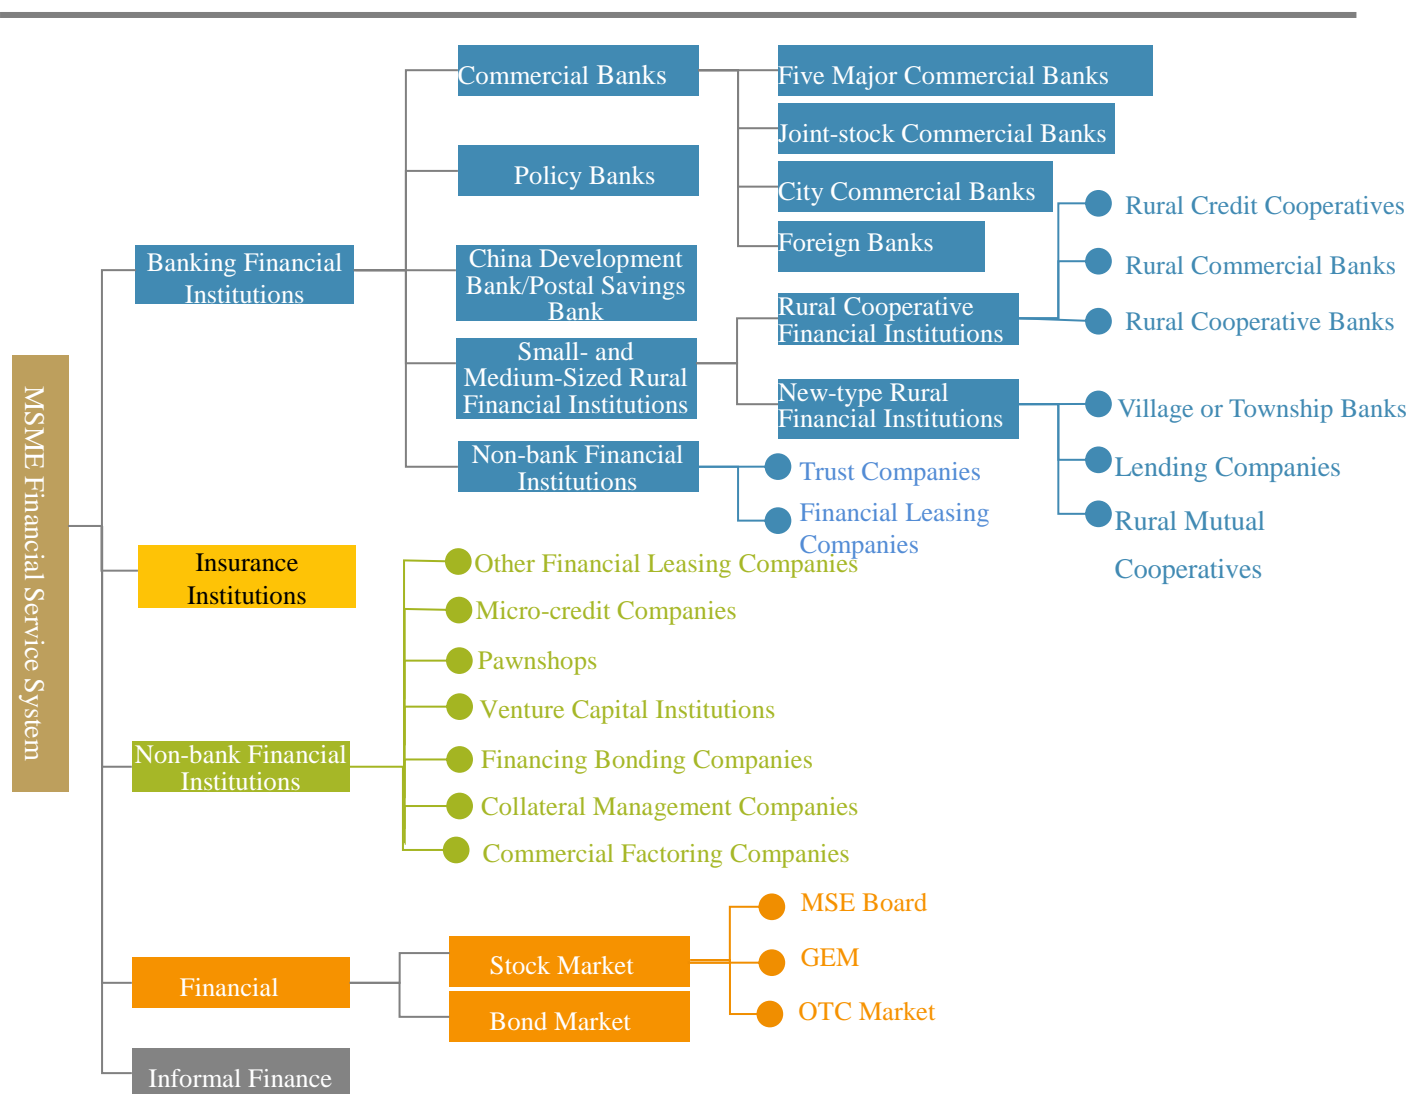 MSME Financial Service System
Banking Financial
Institutions
Commercial Banks
Five Major Commercial Banks
Joint-stock Commercial Banks
City Commercial Banks
Foreign Banks
Policy Banks
China Development
Bank/Postal Savings
Bank
Small- and
Medium-Sized Rural
Financial Institutions
Rural Cooperative
Financial Institutions
Rural Credit Cooperatives
Rural Commercial Banks
Rural Cooperative Banks
New-type Rural
Financial Institutions
Village or Township Banks
Lending Companies
Rural Mutual
Cooperatives
Non-bank Financial
Institutions
Trust Companies
Financial Leasing
Companies
Insurance
Institutions
Non-bank Financial
Institutions
Other Financial Leasing Companies
Micro-credit Companies
Pawnshops
Venture Capital Institutions
Financing Bonding Companies
Collateral Management Companies
Commercial Factoring Companies
Financial
Stock Market
MSE Board
GEM
OTC Market
Bond Market
Informal Finance